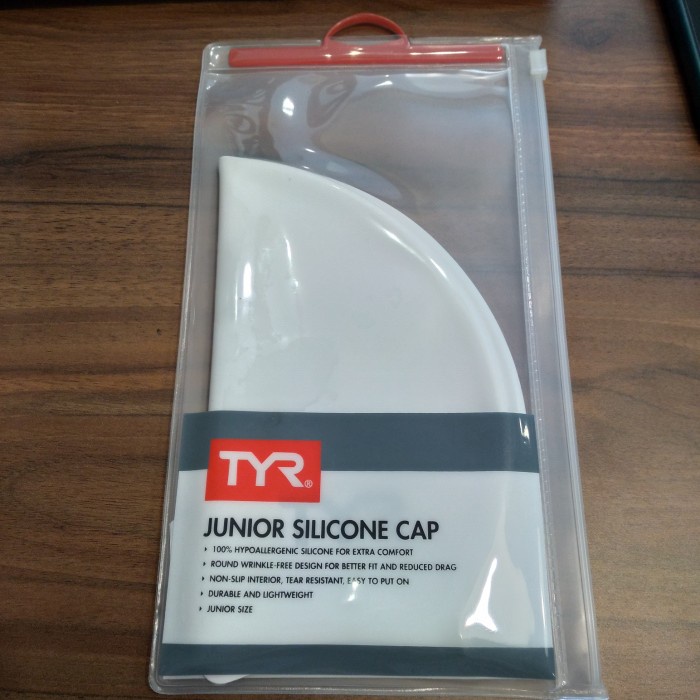 TYR®
JUNIOR SILICONE CAP
100% HYPOALLERGENIC SILICONE FOR EXTRA COMFORT
ROUND WRINKLE-FREE DESIGN FOR BETTER FIT AND REDUCED DRAG
NON-SLIP INTERIOR, TEAR RESISTANT, EASY TO PUT ON
DURABLE AND LIGHTWEIGHT
JUNIOR SIZE